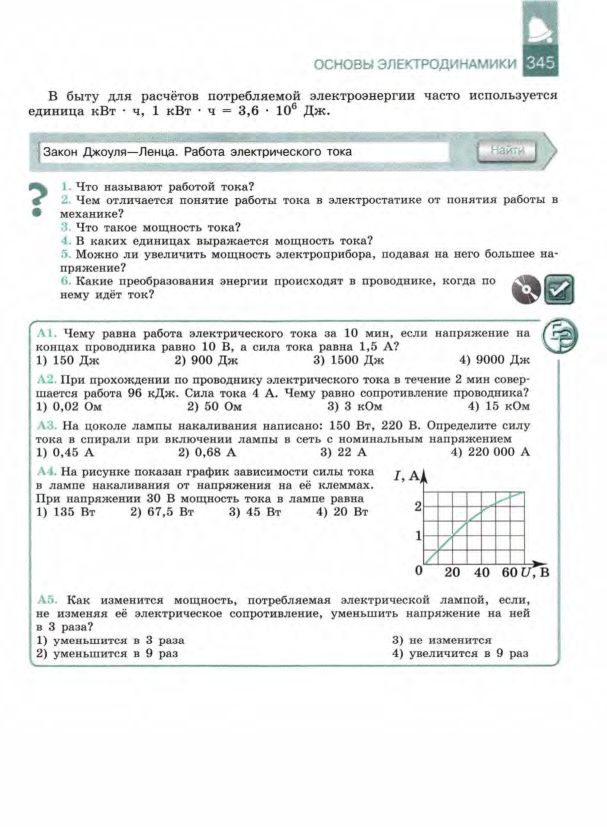 ОСНОВЫ ЭЛЕКТРОДИНАМИКИ 345
В быту для расчётов потребляемой электроэнергии часто используется
единица кВт · ч, 1 кВт · ч = 3,6 · 10⁶ Дж.
Закон Джоуля—Ленца. Работа электрического тока Найти
1. Что называют работой тока?
2. Чем отличается понятие работы тока в электростатике от понятия работы в
механике?
3. Что такое мощность тока?
4. В каких единицах выражается мощность тока?
5. Можно ли увеличить мощность электроприбора, подавая на него большее на-
пряжение?
6. Какие преобразования энергии происходят в проводнике, когда по
нему идёт ток?
А1. Чему равна работа электрического тока за 10 мин, если напряжение на
концах проводника равно 10 В, а сила тока равна 1,5 А?
1) 150 Дж 2) 900 Дж 3) 1500 Дж 4) 9000 Дж
А2. При прохождении по проводнику электрического тока в течение 2 мин совер-
шается работа 96 кДж. Сила тока 4 А. Чему равно сопротивление проводника?
1) 0,02 Ом 2) 50 Ом 3) 3 кОм 4) 15 кОм
А3. На цоколе лампы накаливания написано: 150 Вт, 220 В. Определите силу
тока в спирали при включении лампы в сеть с номинальным напряжением
1) 0,45 А 2) 0,68 А 3) 22 А 4) 220 000 А
А4. На рисунке показан график зависимости силы тока
в лампе накаливания от напряжения на её клеммах.
При напряжении 30 В мощность тока в лампе равна
1) 135 Вт 2) 67,5 Вт 3) 45 Вт 4) 20 Вт
I, А
2
1
0 20 40 60 U, В
А5. Как изменится мощность, потребляемая электрической лампой, если,
не изменяя её электрическое сопротивление, уменьшить напряжение на ней
в 3 раза?
1) уменьшится в 3 раза 3) не изменится
2) уменьшится в 9 раз 4) увеличится в 9 раз